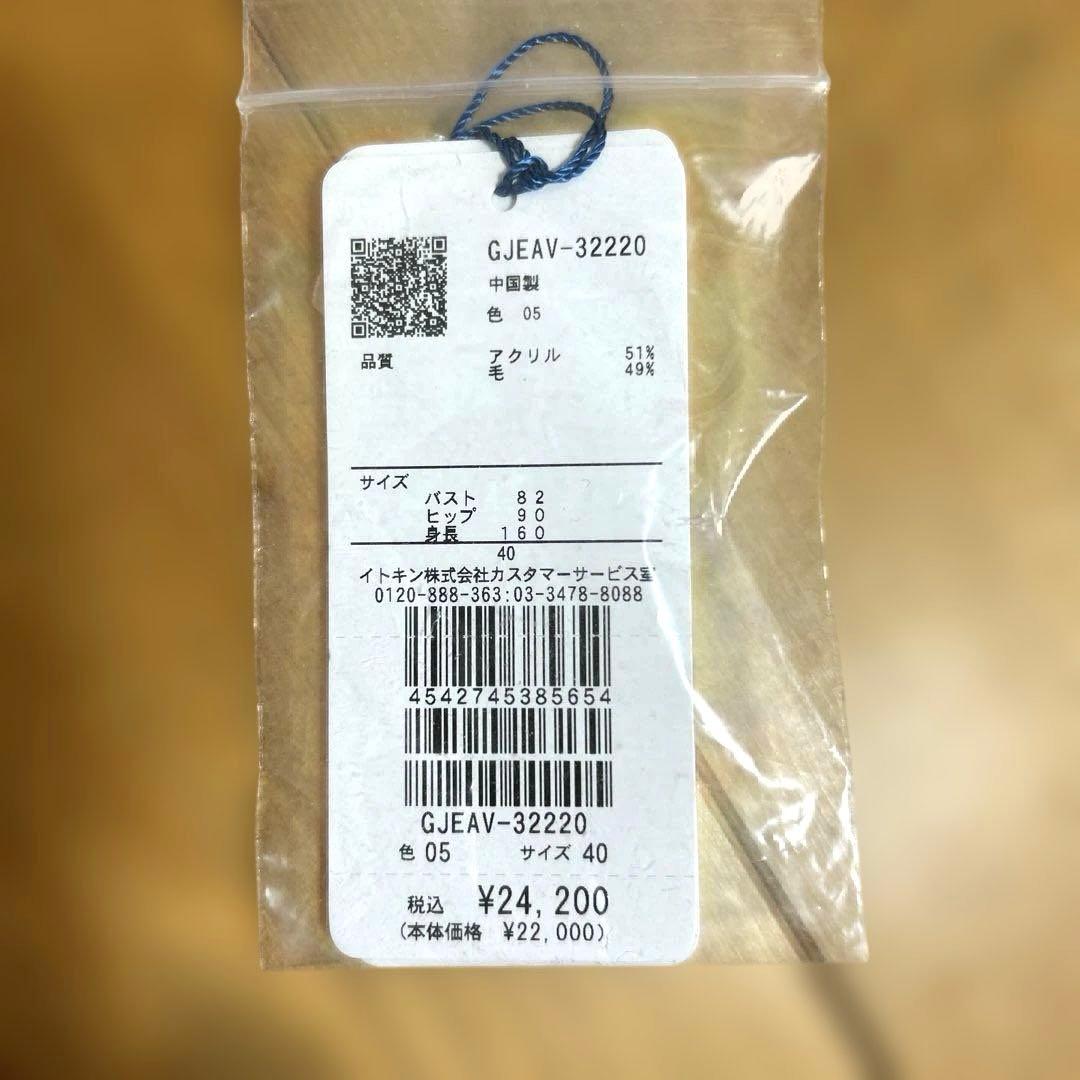 GJEAV-32220
中国製
色 05
品質 アクリル 51%
毛 49%
サイズ
バスト 82
ヒップ 90
身長 160
40
イトキン株式会社カスタマーサービス室
0120-888-363:03-3478-8088
4542745385654
GJEAV-32220
色 05 サイズ 40
税込 ¥24,200
(本体価格 ¥22,000)